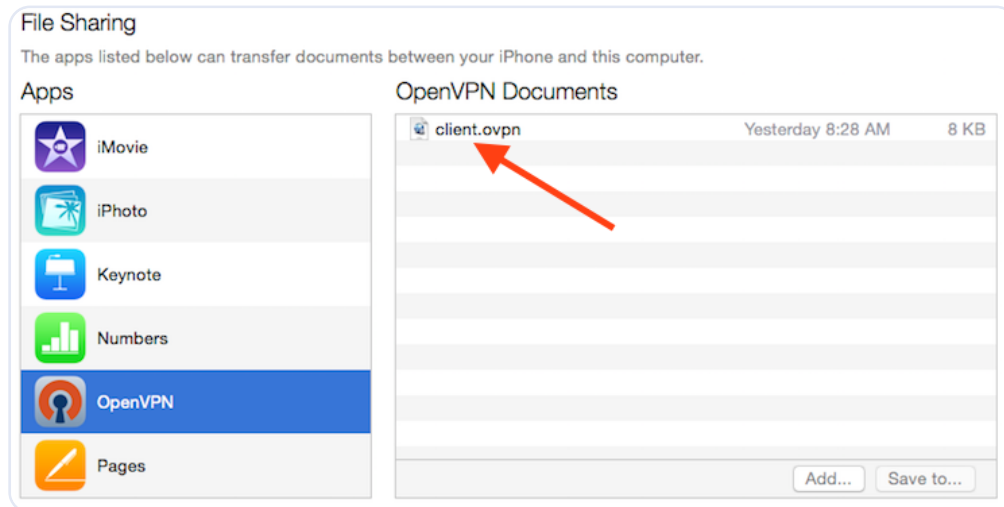 File Sharing
The apps listed below can transfer documents between your iPhone and this computer.
Apps
iMovie
iPhoto
Keynote
Numbers
OpenVPN
Pages
OpenVPN Documents
client.ovpn Yesterday 8:28 AM 8 KB
Add... Save to...